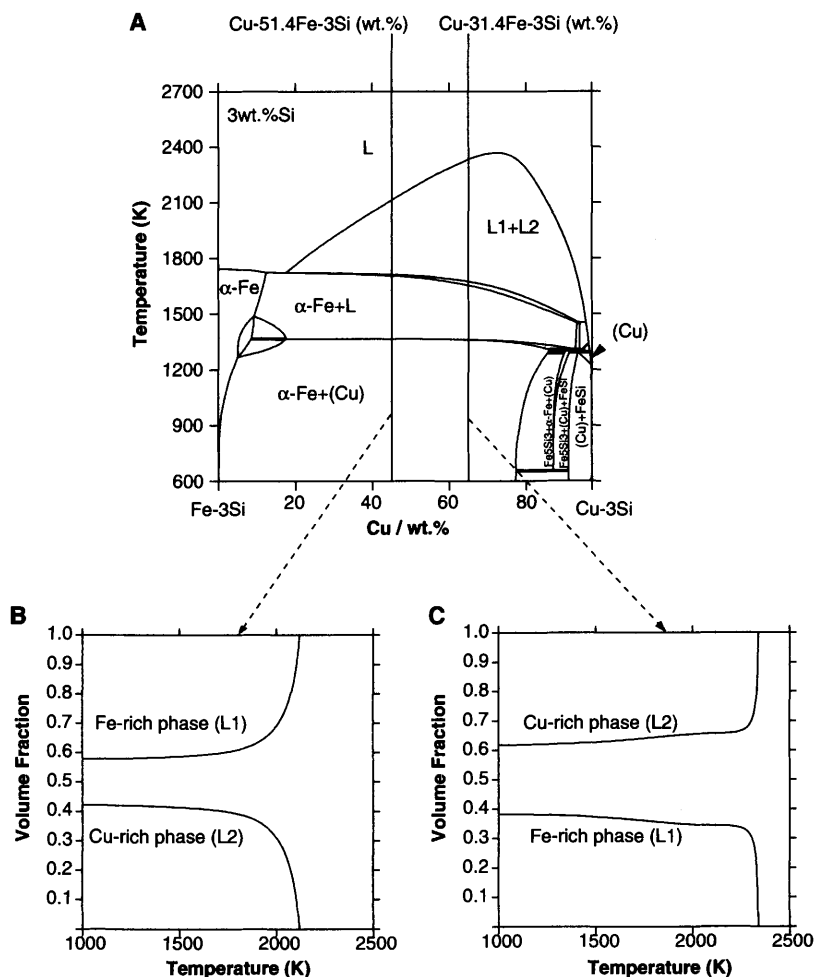 A
Cu-51.4Fe-3Si (wt.%) Cu-31.4Fe-3Si (wt.%)
2700
3wt.%Si
2400
L
2100
L1+L2
1800
α-Fe
α-Fe+L
1500
(Cu)
1200
α-Fe+(Cu)
Fe5Si3+α-Fe+(Cu)
Fe5Si3+(Cu)+FeSi
(Cu)+FeSi
900
600
Temperature (K)
Fe-3Si 20 40 60 80 Cu-3Si
Cu / wt.%
B
1.0
0.9
0.8
0.7
Fe-rich phase (L1)
0.6
0.5
0.4
Cu-rich phase (L2)
0.3
0.2
0.1
Volume Fraction
1000 1500 2000 2500
Temperature (K)
C
1.0
0.9
0.8
0.7
Cu-rich phase (L2)
0.6
0.5
0.4
Fe-rich phase (L1)
0.3
0.2
0.1
Volume Fraction
1000 1500 2000 2500
Temperature (K)